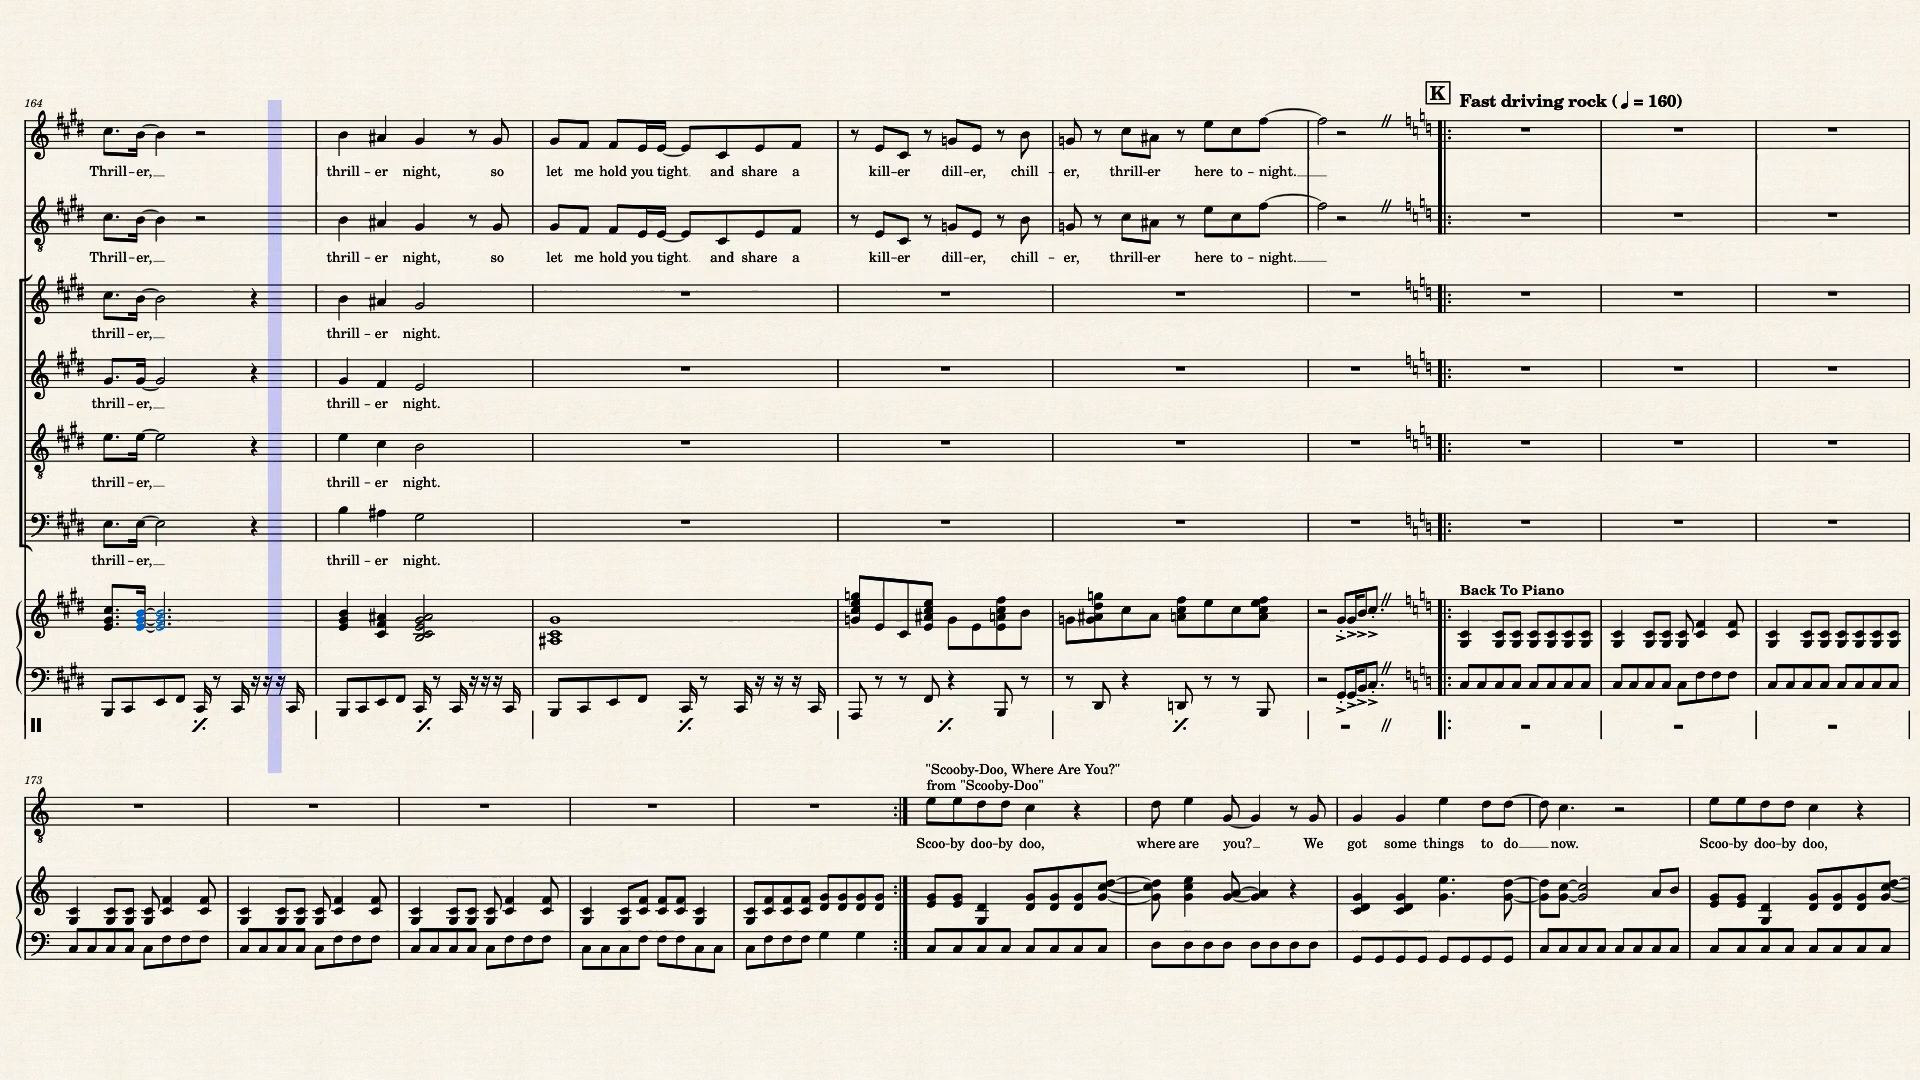 K Fast driving rock (♩ = 160)
164
Thrill-er, thrill-er night, so let me hold you tight and share a kill-er dill-er, chill-er, thrill-er here to-night.
Thrill-er, thrill-er night, so let me hold you tight and share a kill-er dill-er, chill-er, thrill-er here to-night.
thrill-er, thrill-er night.
thrill-er, thrill-er night.
thrill-er, thrill-er night.
thrill-er, thrill-er night.
Back To Piano
"Scooby-Doo, Where Are You?"
173
from "Scooby-Doo"
Scoo-by doo-by doo, where are you? We got some things to do now. Scoo-by doo-by doo,